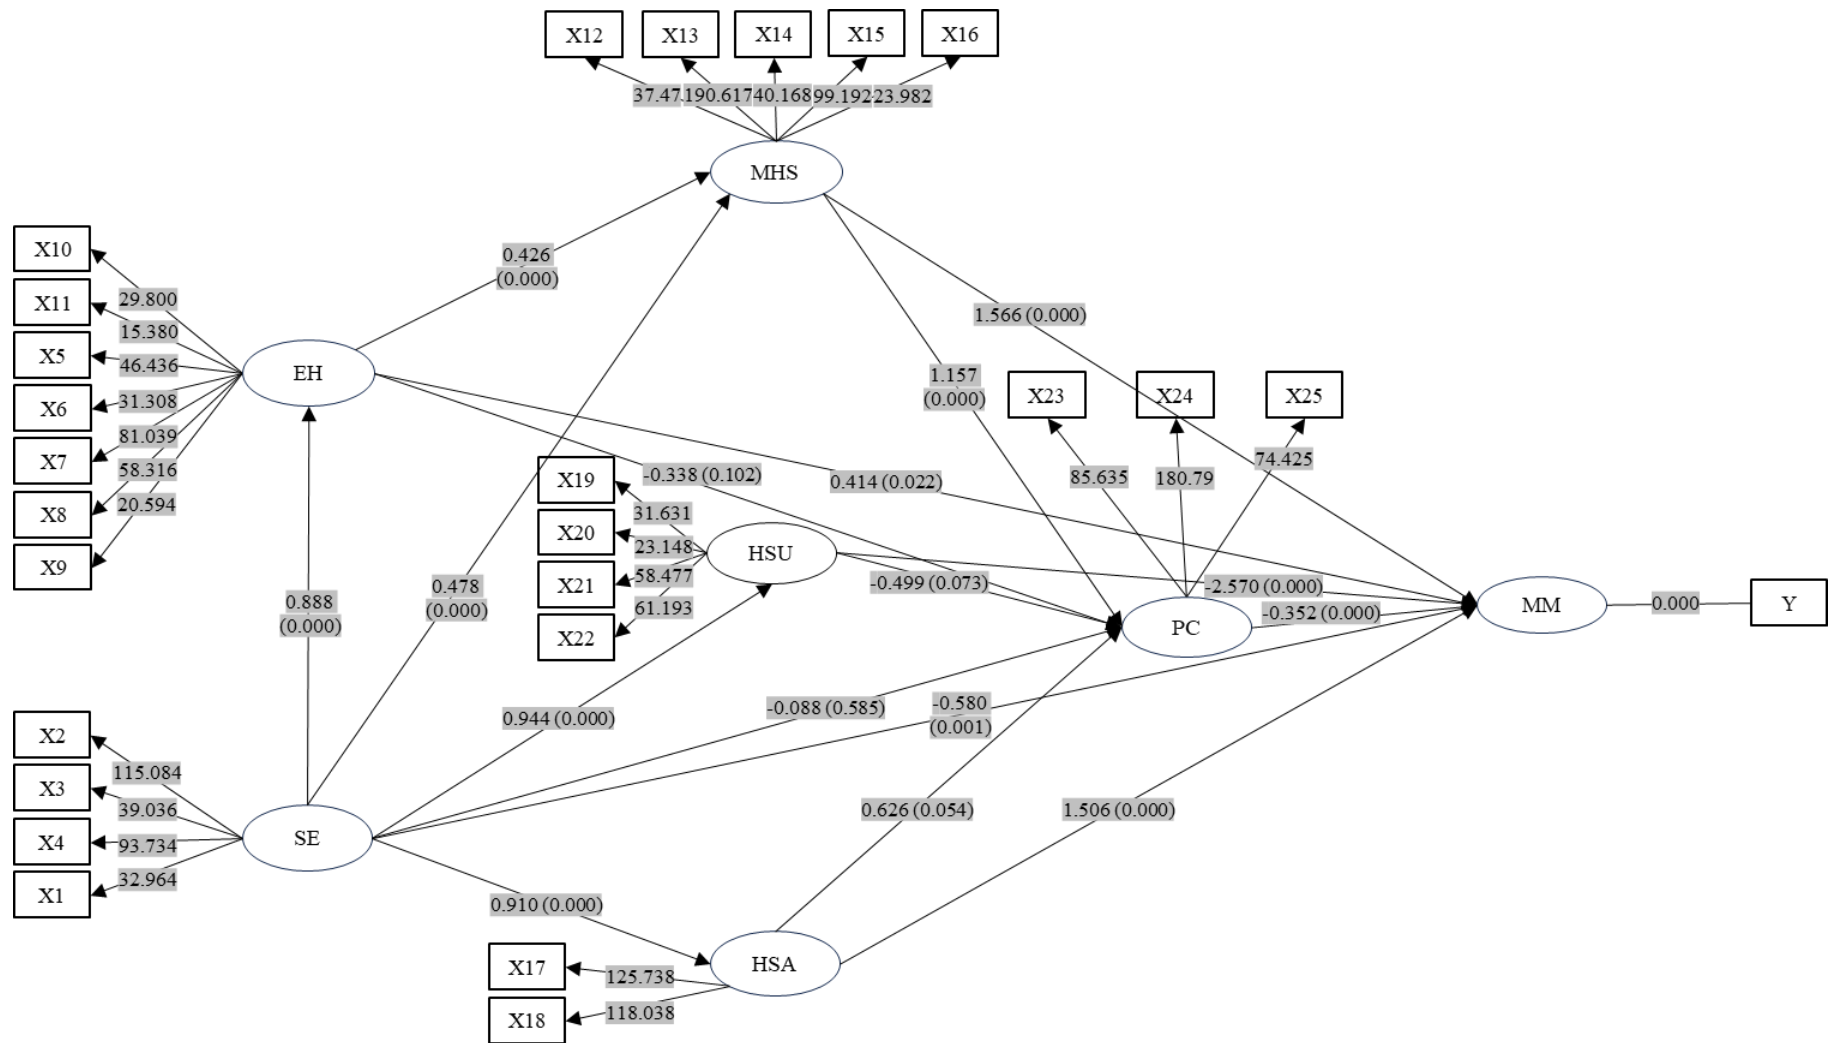 X12
X13
X14
X15
X16
37.47
190.617
40.168
99.192
23.982
MHS
X10
X11
X5
X6
X7
X8
X9
29.800
15.380
46.436
31.308
81.039
58.316
20.594
EH
0.426
(0.000)
1.566 (0.000)
1.157
(0.000)
X23
X24
X25
85.635
180.79
74.425
-0.338 (0.102)
0.414 (0.022)
X19
X20
X21
X22
31.631
23.148
58.477
61.193
HSU
-0.499 (0.073)
-2.570 (0.000)
-0.352 (0.000)
PC
MM
0.000
Y
0.888
(0.000)
0.478
(0.000)
0.944 (0.000)
-0.088 (0.585)
-0.580
(0.001)
X2
X3
X4
X1
115.084
39.036
93.734
32.964
SE
0.910 (0.000)
0.626 (0.054)
1.506 (0.000)
X17
X18
125.738
118.038
HSA